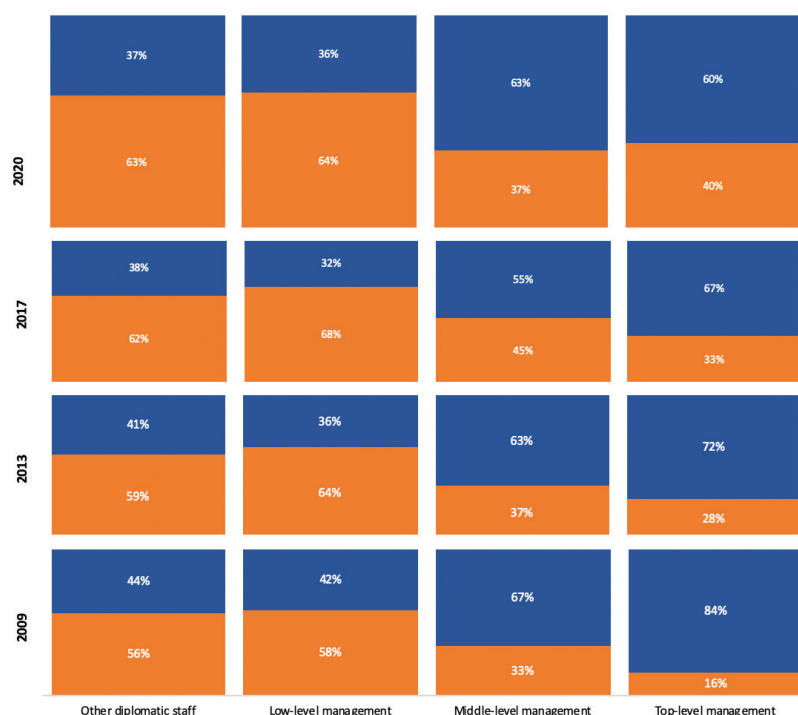 37% 36% 63% 60%
63% 64% 37% 40%
2020
38% 32% 55% 67%
62% 68% 45% 33%
2017
41% 36% 63% 72%
59% 64% 37% 28%
2013
44% 42% 67% 84%
56% 58% 33% 16%
2009
Other diplomatic staff Low-level management Middle-level management Top-level management